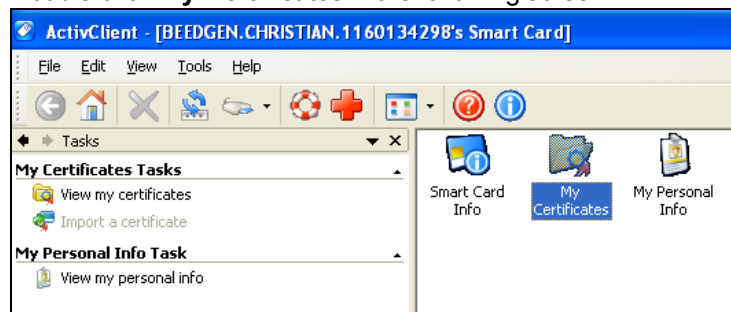 ActivClient - [BEEDGEN.CHRISTIAN.1160134298's Smart Card]
File Edit View Tools Help
Tasks
My Certificates Tasks
View my certificates
Import a certificate
My Personal Info Task
View my personal info
Smart Card
Info
My
Certificates
My Personal
Info